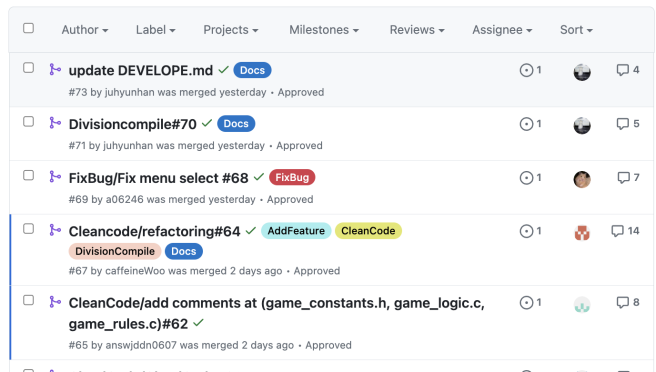 Author Label Projects Milestones Reviews Assignee Sort
update DEVELOPE.md Docs 1 4
#73 by juhyunhan was merged yesterday • Approved
Divisioncompile#70 Docs 1 5
#71 by juhyunhan was merged yesterday • Approved
FixBug/Fix menu select #68 FixBug 1 7
#69 by a06246 was merged yesterday • Approved
Cleancode/refactoring#64 AddFeature CleanCode 1 14
DivisionCompile Docs
#67 by caffeineWoo was merged 2 days ago • Approved
CleanCode/add comments at (game_constants.h, game_logic.c, 1 8
game_rules.c)#62
#65 by answjddn0607 was merged 2 days ago • Approved